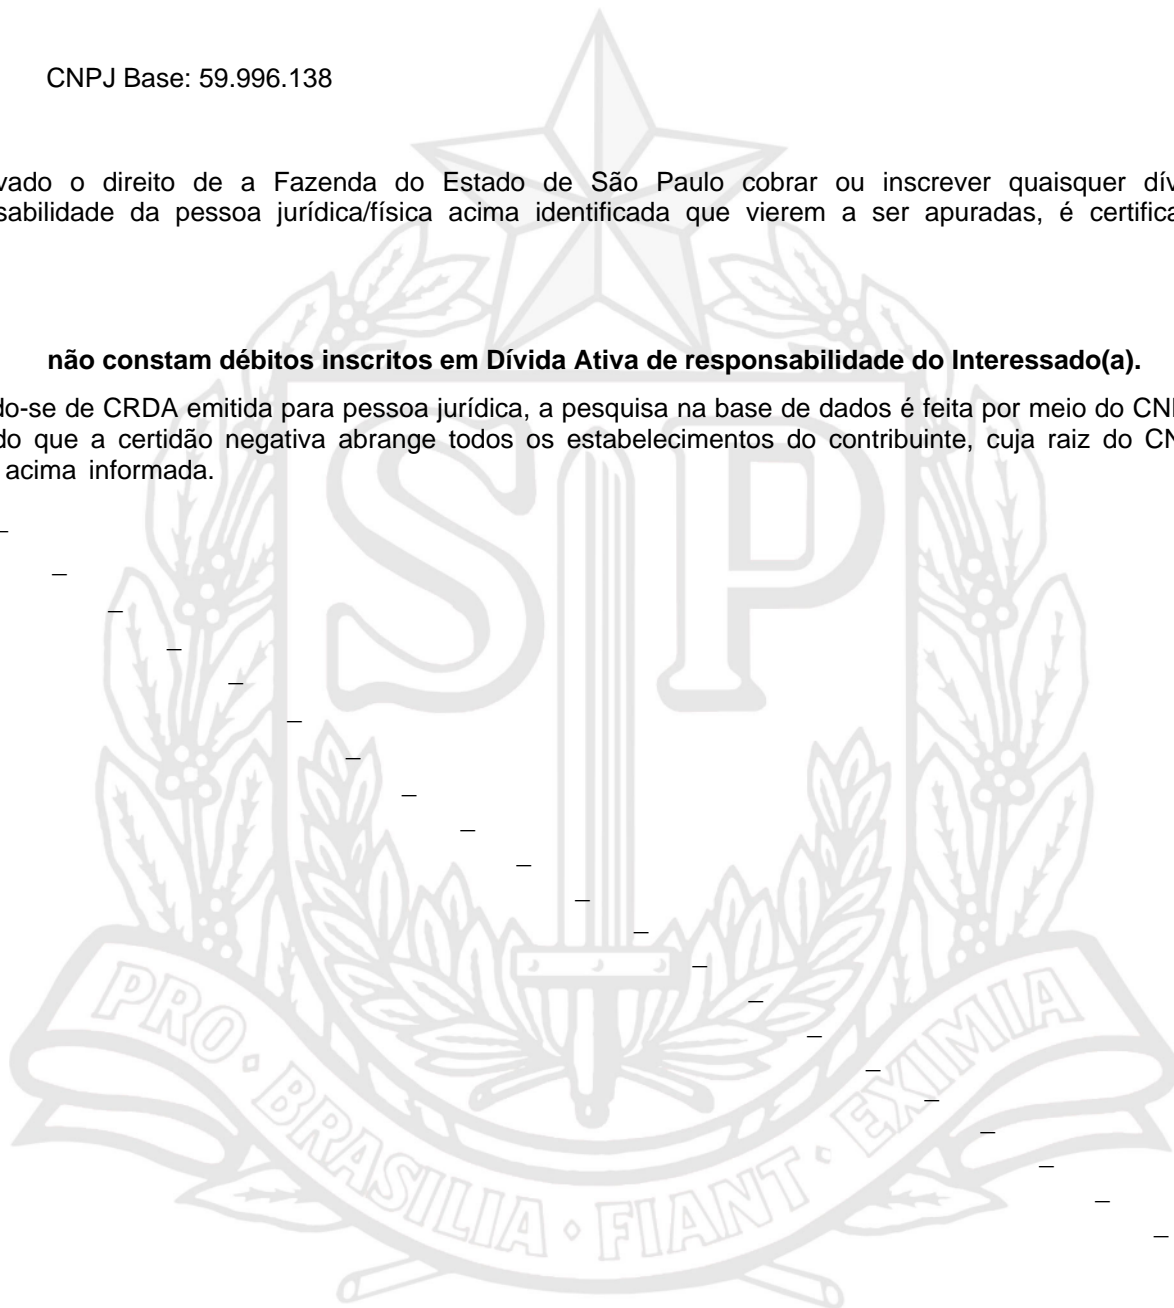 CNPJ Base: 59.996.138
vado o direito de a Fazenda do Estado de São Paulo cobrar ou inscrever quaisquer dív
sabilidade da pessoa jurídica/física acima identificada que vierem a ser apuradas, é certifica
não constam débitos inscritos em Dívida Ativa de responsabilidade do Interessado(a).
do-se de CRDA emitida para pessoa jurídica, a pesquisa na base de dados é feita por meio do CN
do que a certidão negativa abrange todos os estabelecimentos do contribuinte, cuja raiz do CN
acima informada.
SP
PRO • BRASILIA • FIANT • EXIMIA